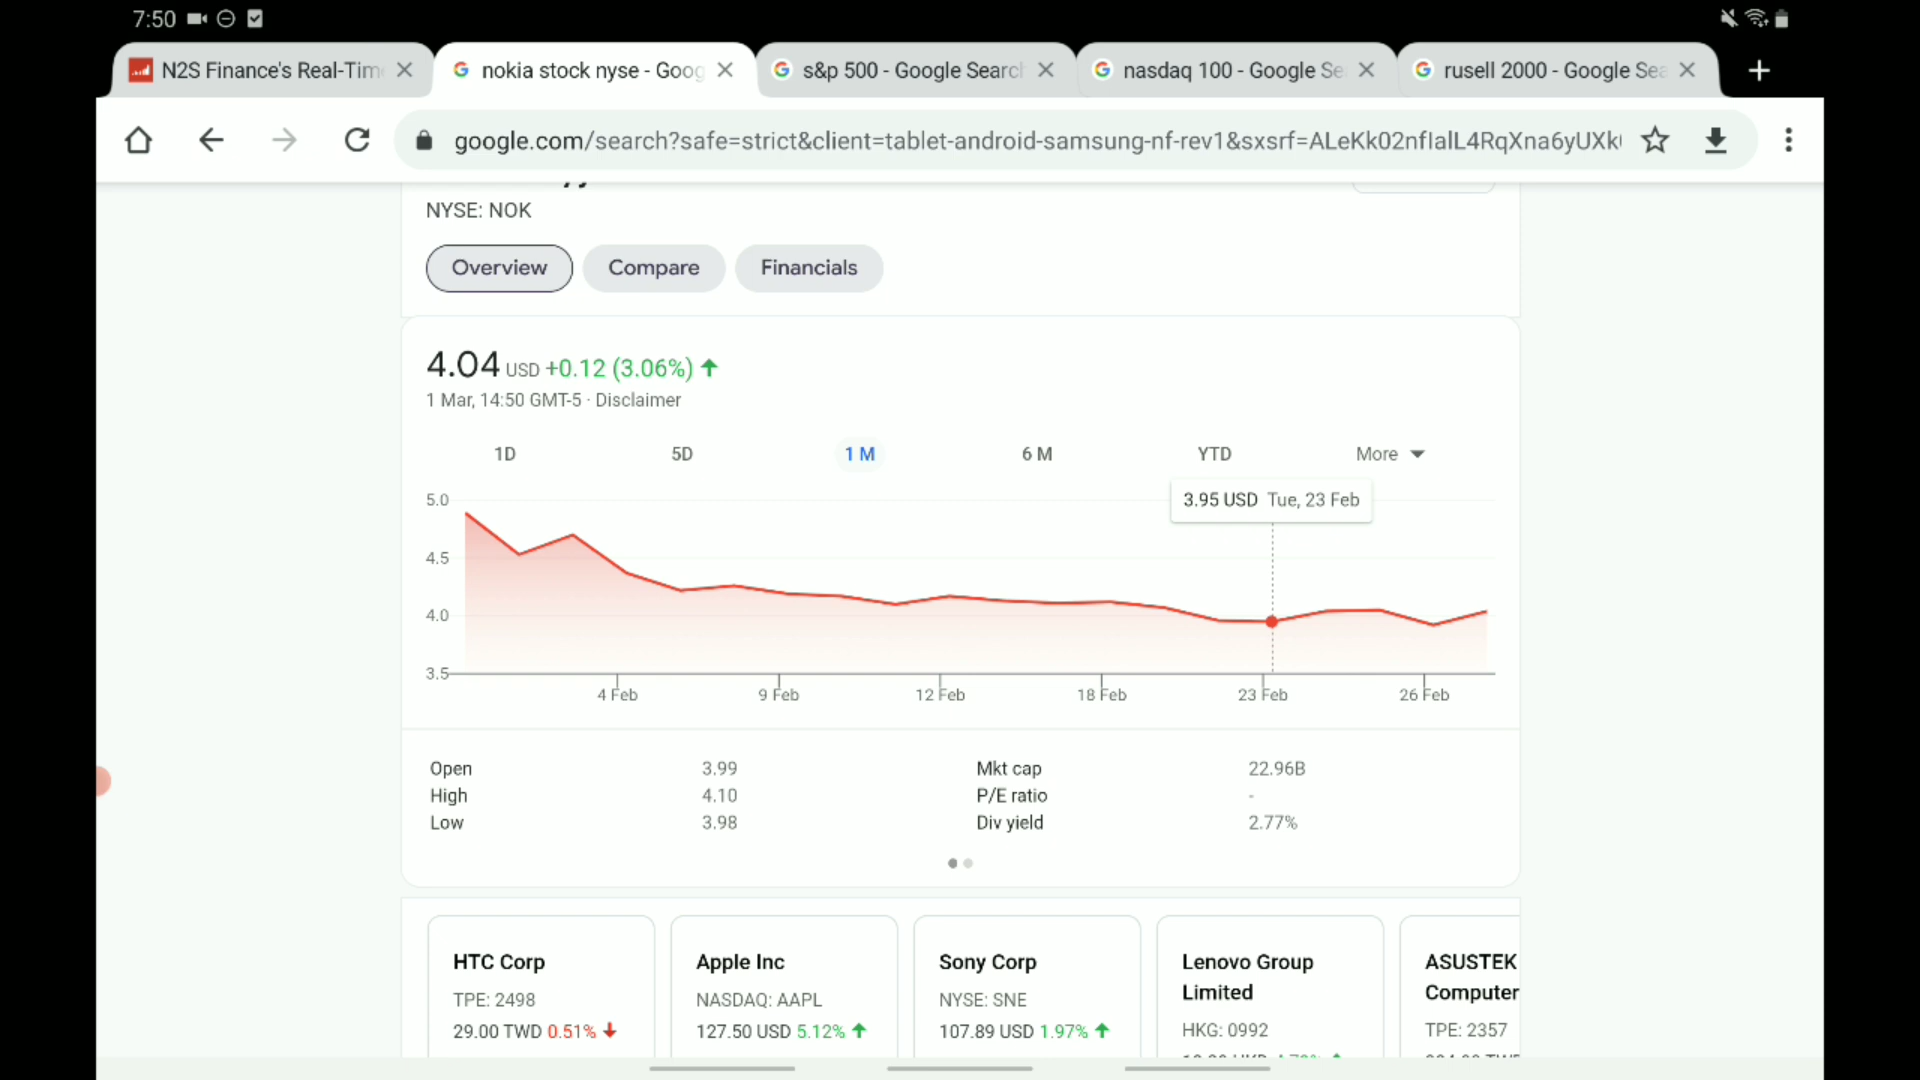 7:50
N2S Finance's Real-Tim
nokia stock nyse - Goog
s&p 500 - Google Search
nasdaq 100 - Google Se
rusell 2000 - Google Sea
google.com/search?safe=strict&client=tablet-android-samsung-nf-rev1&sxsrf=ALeKk02nfIalL4RqXna6yUXk
NYSE: NOK
Overview
Compare
Financials
4.04 USD +0.12 (3.06%)
1 Mar, 14:50 GMT-5 · Disclaimer
1D
5D
1 M
6 M
YTD
More
3.95 USD Tue, 23 Feb
5.0
4.5
4.0
3.5
4 Feb
9 Feb
12 Feb
18 Feb
23 Feb
26 Feb
Open 3.99
High 4.10
Low 3.98
Mkt cap 22.96B
P/E ratio -
Div yield 2.77%
HTC Corp
TPE: 2498
29.00 TWD 0.51%
Apple Inc
NASDAQ: AAPL
127.50 USD 5.12%
Sony Corp
NYSE: SNE
107.89 USD 1.97%
Lenovo Group
Limited
HKG: 0992
ASUSTEK
Computer
TPE: 2357